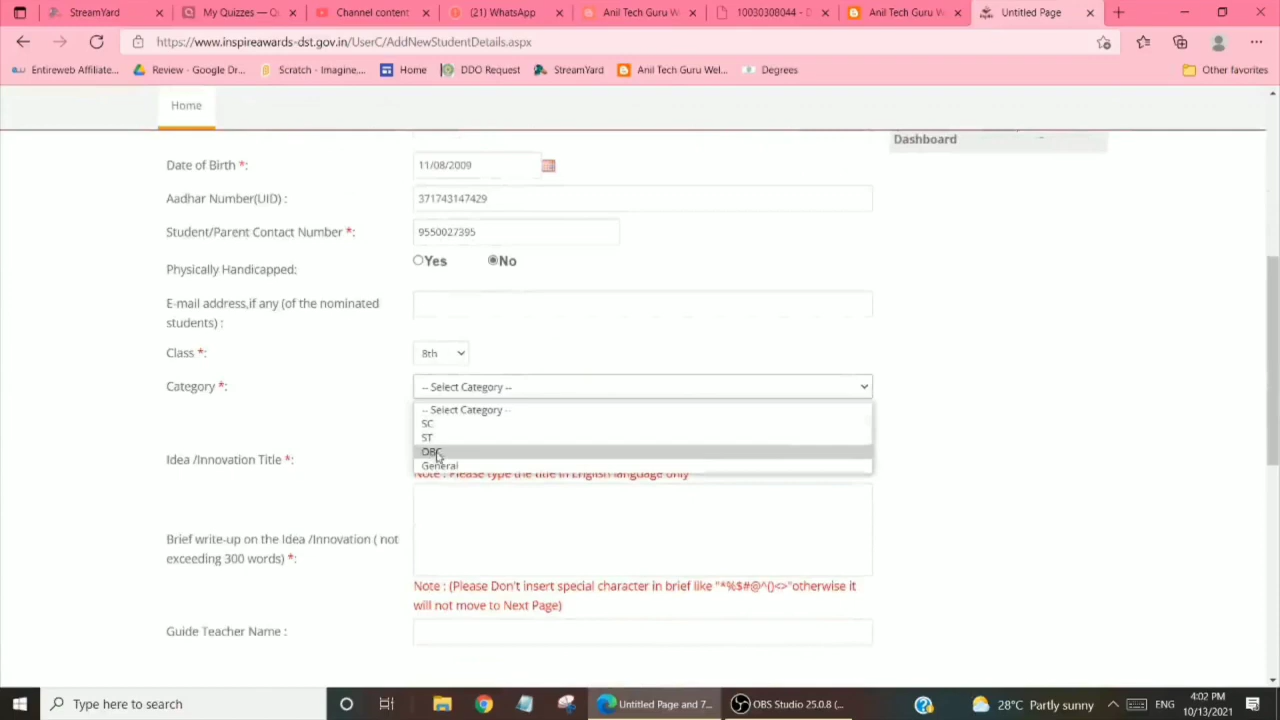 StreamYard
My Quizzes — Q
Channel content
(21) WhatsApp
Anil Tech Guru W
10030308044 - D
Anil Tech Guru W
Untitled Page
https://www.inspireawards-dst.gov.in/UserC/AddNewStudentDetails.aspx
Entireweb Affiliate...
Review - Google Dr...
Scratch - Imagine,...
Home
DDO Request
StreamYard
Anil Tech Guru Wel...
Degrees
Other favorites
Home
Dashboard
Date of Birth *:
11/08/2009
Aadhar Number(UID) :
371743147429
Student/Parent Contact Number *:
9550027395
Physically Handicapped:
Yes
No
E-mail address,if any (of the nominated
students) :
Class *:
8th
Category *:
-- Select Category --
-- Select Category --
SC
ST
OBC
General
Idea /Innovation Title *:
Note : Please type the title in English language only
Brief write-up on the Idea /Innovation ( not
exceeding 300 words) *:
Note : (Please Don't insert special character in brief like "*%$#@^()<>"otherwise it
will not move to Next Page)
Guide Teacher Name :
Type here to search
Untitled Page and 7...
OBS Studio 25.0.8 (...
28°C Partly sunny
ENG
4:02 PM
10/13/2021